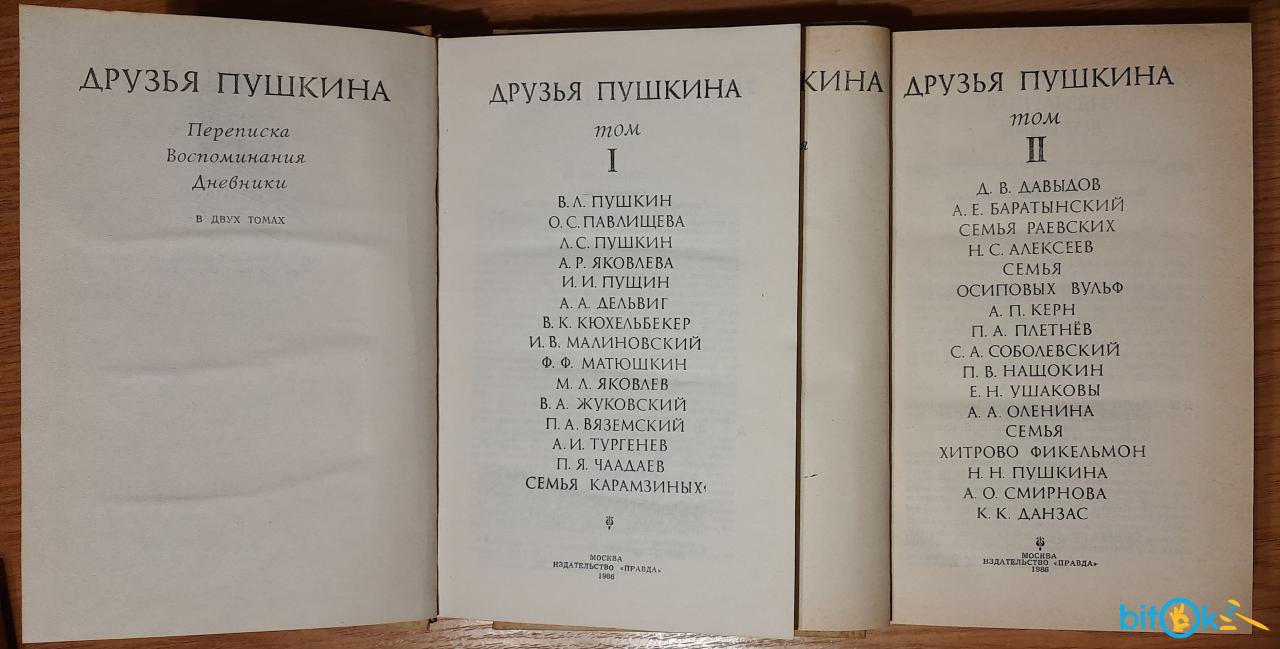 ДРУЗЬЯ ПУШКИНА
Переписка
Воспоминания
Дневники
В ДВУХ ТОМАХ
ДРУЗЬЯ ПУШКИНА
том
I
В. Л. ПУШКИН
О. С. ПАВЛИЩЕВА
Л. С. ПУШКИН
А. Р. ЯКОВЛЕВА
И. И. ПУЩИН
А. А. ДЕЛЬВИГ
В. К. КЮХЕЛЬБЕКЕР
И. В. МАЛИНОВСКИЙ
Ф. Ф. МАТЮШКИН
М. Л. ЯКОВЛЕВ
В. А. ЖУКОВСКИЙ
П. А. ВЯЗЕМСКИЙ
А. И. ТУРГЕНЕВ
П. Я. ЧААДАЕВ
СЕМЬЯ КАРАМЗИНЫХ
МОСКВА
ИЗДАТЕЛЬСТВО «ПРАВДА»
1986
КИНА
я
ДРУЗЬЯ ПУШКИНА
том
II
Д. В. ДАВЫДОВ
А. Е. БАРАТЫНСКИЙ
СЕМЬЯ РАЕВСКИХ
Н. С. АЛЕКСЕЕВ
СЕМЬЯ
ОСИПОВЫХ ВУЛЬФ
А. П. КЕРН
П. А. ПЛЕТНЁВ
С. А. СОБОЛЕВСКИЙ
П. В. НАЩОКИН
Е. Н. УШАКОВЫ
А. А. ОЛЕНИНА
СЕМЬЯ
ХИТРОВО ФИКЕЛЬМОН
Н. Н. ПУШКИНА
А. О. СМИРНОВА
К. К. ДАНЗАС
МОСКВА
ИЗДАТЕЛЬСТВО «ПРАВДА»
1986
bitOk